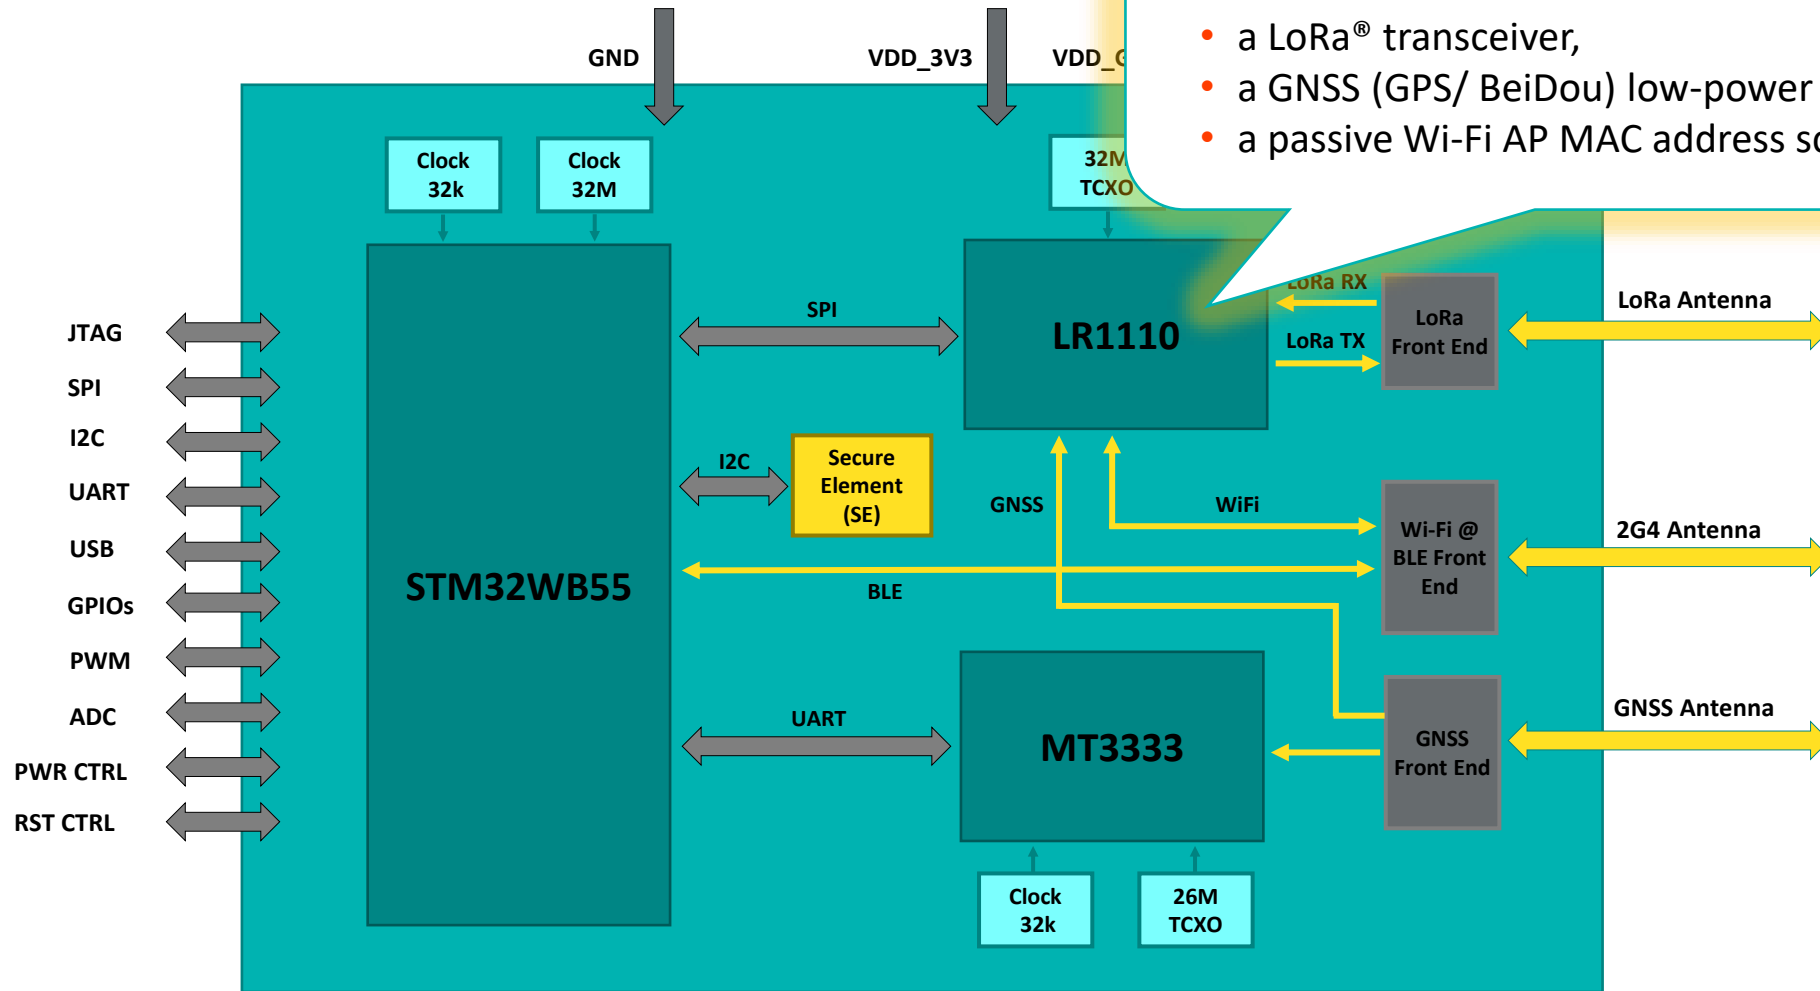 • a LoRa® transceiver,
• a GNSS (GPS/ BeiDou) low-power
• a passive Wi-Fi AP MAC address
GND
VDD_3V3
Clock
32k
Clock
32M
TCXO
LoRa RX
LoRa TX
LoRa
Front End
LoRa Antenna
SPI
LR1110
JTAG
SPI
I2C
UART
USB
GPIOs
PWM
ADC
PWR CTRL
RST CTRL
I2C
Secure
Element
(SE)
GNSS
WiFi
Wi-Fi @
BLE Front
End
2G4 Antenna
STM32WB55
BLE
UART
MT3333
GNSS
Front End
GNSS Antenna
Clock
32k
26M
TCXO